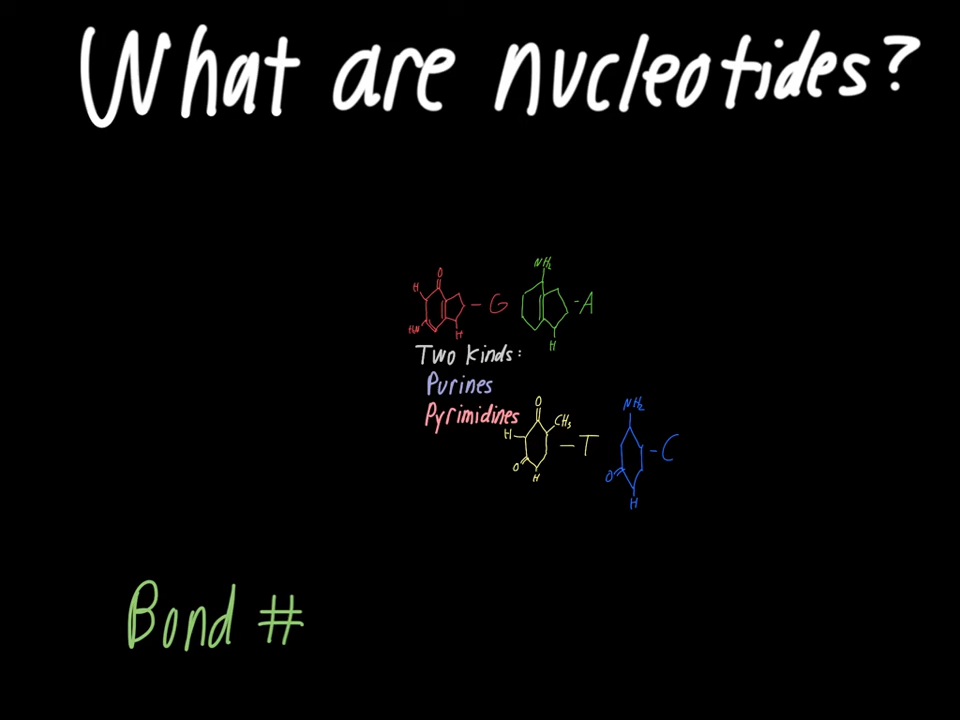 What are nucleotides?
NH₂
O
H
- G
- A
HN
H
H
Two kinds:
Purines
Pyrimidines
O
CH₃
H
- T
O
H
NH₂
- C
O
H
Bond #